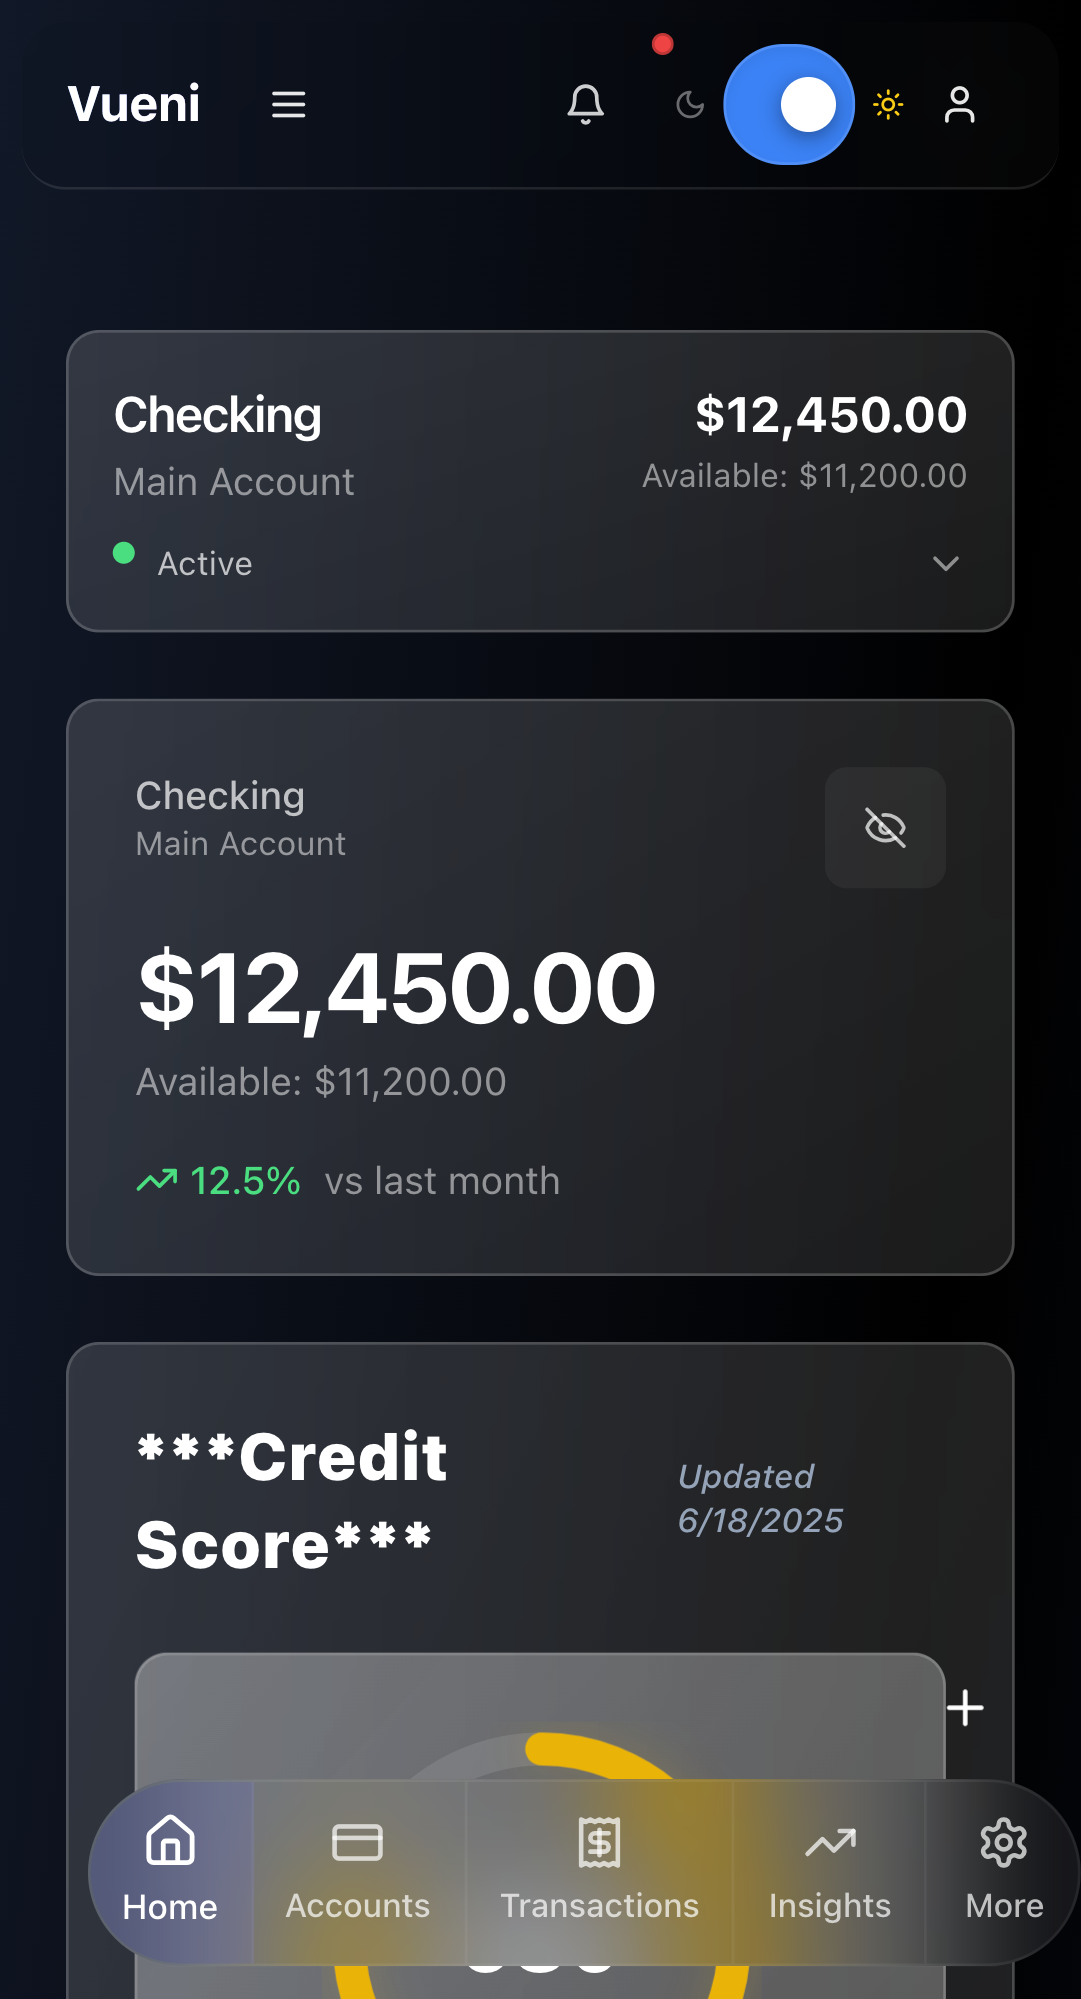 Vueni
Checking
$12,450.00
Main Account
Available: $11,200.00
Active
Checking
Main Account
$12,450.00
Available: $11,200.00
12.5% vs last month
***Credit
Score***
Updated
6/18/2025
Home
Accounts
Transactions
Insights
More